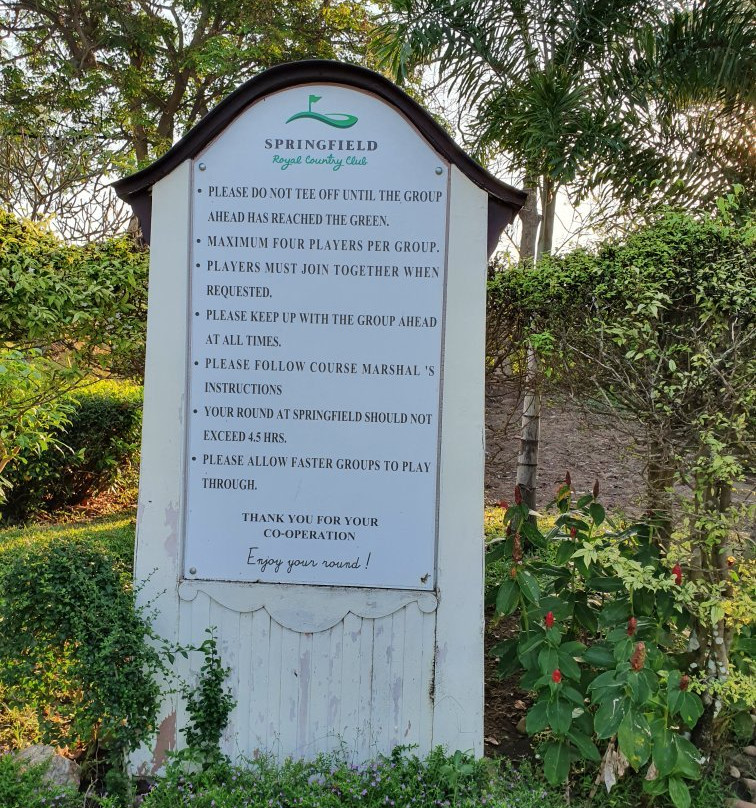 SPRINGFIELD
Royal Country Club
• PLEASE DO NOT TEE OFF UNTIL THE GROUP
AHEAD HAS REACHED THE GREEN.
• MAXIMUM FOUR PLAYERS PER GROUP.
• PLAYERS MUST JOIN TOGETHER WHEN
REQUESTED.
• PLEASE KEEP UP WITH THE GROUP AHEAD
AT ALL TIMES.
• PLEASE FOLLOW COURSE MARSHAL 'S
INSTRUCTIONS
• YOUR ROUND AT SPRINGFIELD SHOULD NOT
EXCEED 4.5 HRS.
• PLEASE ALLOW FASTER GROUPS TO PLAY
THROUGH.
THANK YOU FOR YOUR
CO-OPERATION
Enjoy your round !